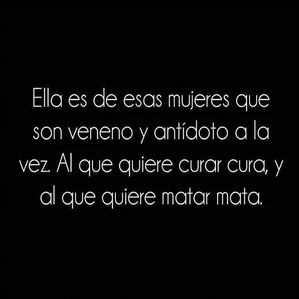 Ella es de esas mujeres que
son veneno y antídoto a la
vez. Al que quiere curar cura, y
al que quiere matar mata.